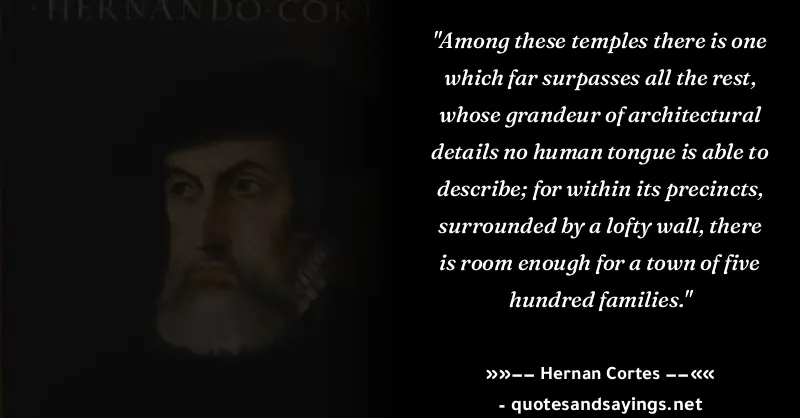 ·HERNANDO·CORT
"Among these temples there is one
which far surpasses all the rest,
whose grandeur of architectural
details no human tongue is able to
describe; for within its precincts,
surrounded by a lofty wall, there
is room enough for a town of five
hundred families."
»»−− Hernan Cortes −−««
- quotesandsayings.net